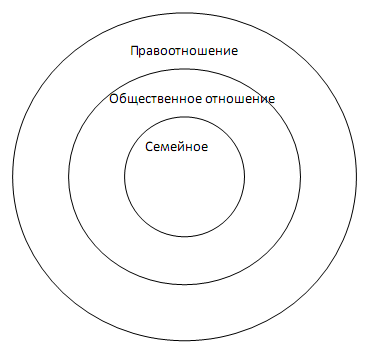 Правоотношение
Общественное отношение
Семейное